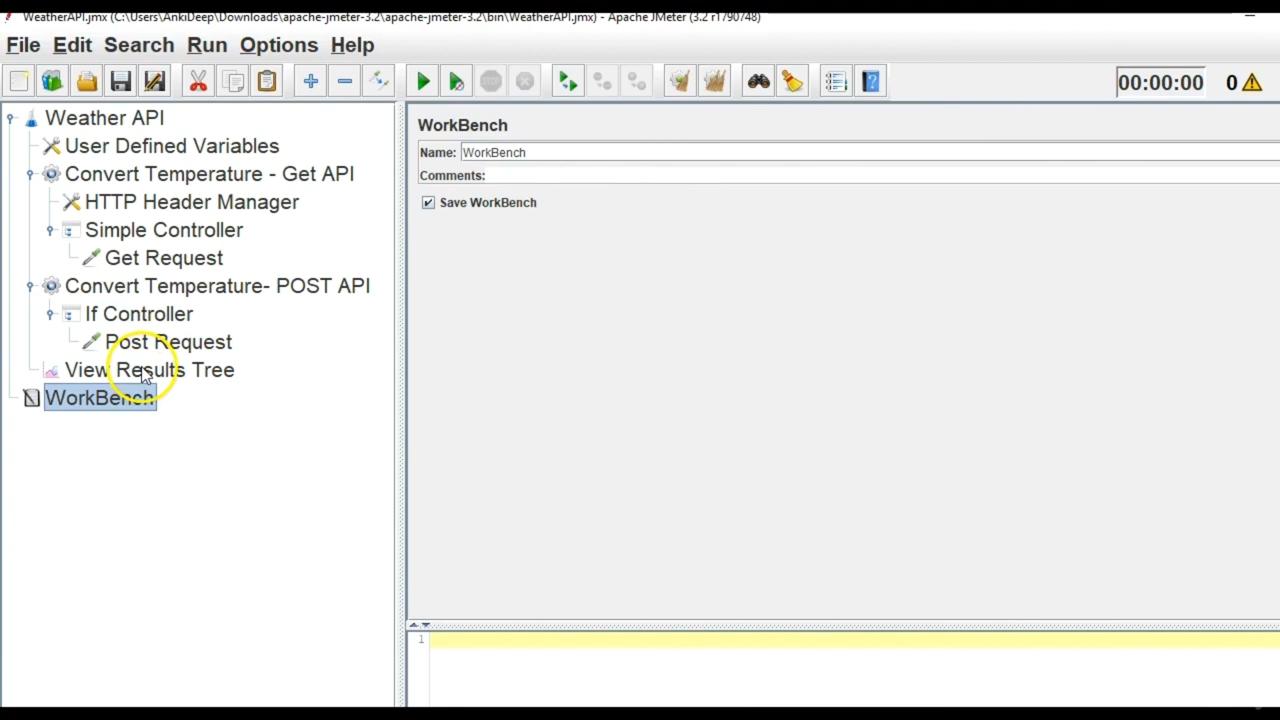 WeatherAPI.jmx (C:\Users\AnkiDeep\Downloads\apache-jmeter-3.2\apache-jmeter-3.2\bin\WeatherAPI.jmx) - Apache JMeter (3.2 r1790748)
File Edit Search Run Options Help
00:00:00 0
Weather API
User Defined Variables
Convert Temperature - Get API
HTTP Header Manager
Simple Controller
Get Request
Convert Temperature- POST API
If Controller
Post Request
View Results Tree
WorkBench
WorkBench
Name: WorkBench
Comments:
Save WorkBench
1